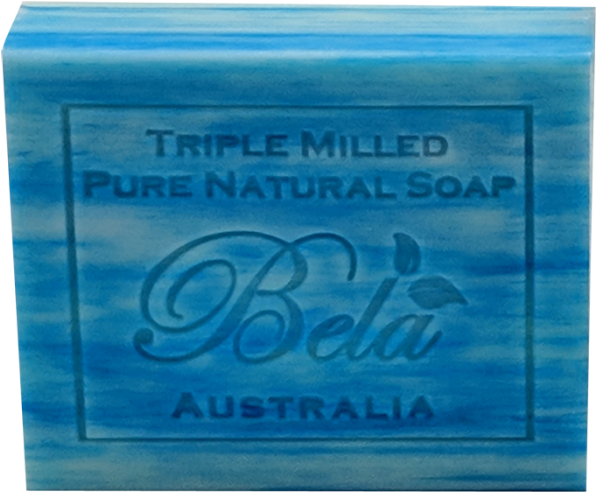 TRIPLE MILLED
PURE NATURAL SOAP
Bela
AUSTRALIA